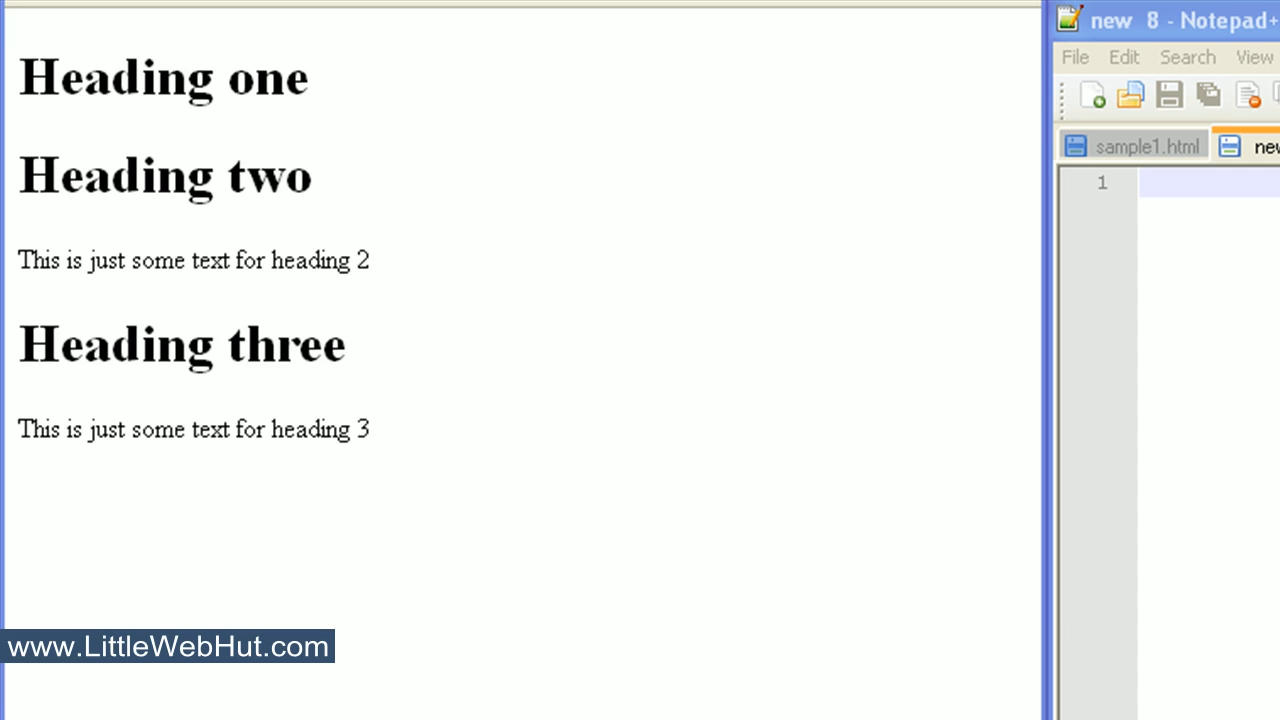 Heading one
Heading two
This is just some text for heading 2
Heading three
This is just some text for heading 3
www.LittleWebHut.com
new 8 - Notepad+
File Edit Search View
sample1.html new
1